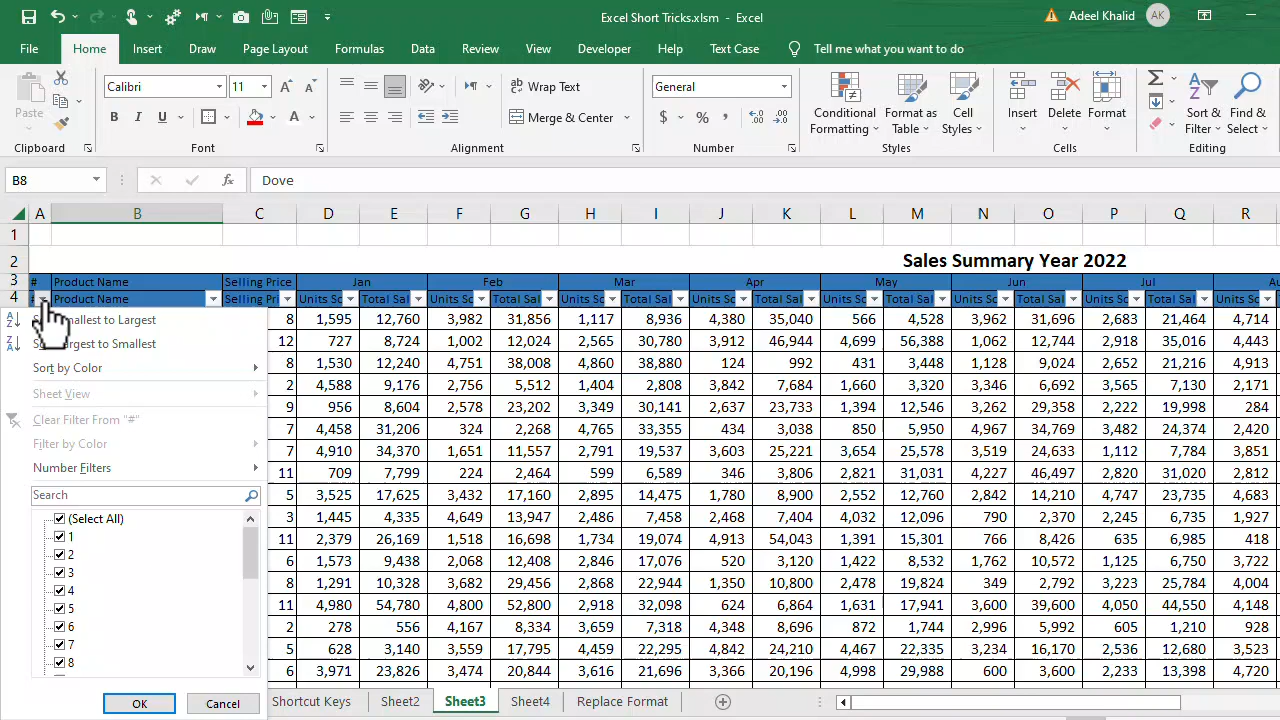 Excel Short Tricks.xlsm - Excel
Adeel Khalid
AK
File Home Insert Draw Page Layout Formulas Data Review View Developer Help Text Case Tell me what you want to do
Paste
Calibri 11
Wrap Text
General
Conditional Formatting
Format as Table
Cell Styles
Insert Delete Format
Sort & Filter
Find & Select
B I U A
Merge & Center
$ %
Clipboard Font Alignment Number Styles Cells Editing
B8 fx Dove
A B C D E F G H I J K L M N O P Q R
1
2 Sales Summary Year 2022
3 # Product Name Selling Price Jan Feb Mar Apr May Jun Jul
4 # Product Name Selling Pri Units So Total Sal Units So Total Sal Units So Total Sal Units So Total Sal Units So Total Sal Units So Total Sal Units So Total Sal Units So
8 1,595 12,760 3,982 31,856 1,117 8,936 4,380 35,040 566 4,528 3,962 31,696 2,683 21,464 4,714
12 727 8,724 1,002 12,024 2,565 30,780 3,912 46,944 4,699 56,388 1,062 12,744 2,918 35,016 4,443
8 1,530 12,240 4,751 38,008 4,860 38,880 124 992 431 3,448 1,128 9,024 2,652 21,216 4,913
2 4,588 9,176 2,756 5,512 1,404 2,808 3,842 7,684 1,660 3,320 3,346 6,692 3,565 7,130 2,171
9 956 8,604 2,578 23,202 3,349 30,141 2,637 23,733 1,394 12,546 3,262 29,358 2,222 19,998 284
7 4,458 31,206 324 2,268 4,765 33,355 434 3,038 850 5,950 4,967 34,769 3,482 24,374 2,420
7 4,910 34,370 1,651 11,557 2,791 19,537 3,603 25,221 3,654 25,578 3,519 24,633 1,112 7,784 3,851
11 709 7,799 224 2,464 599 6,589 346 3,806 2,821 31,031 4,227 46,497 2,820 31,020 2,812
5 3,525 17,625 3,432 17,160 2,895 14,475 1,780 8,900 2,552 12,760 2,842 14,210 4,747 23,735 4,683
3 1,445 4,335 4,649 13,947 2,486 7,458 2,468 7,404 4,032 12,096 790 2,370 2,245 6,735 1,927
11 2,379 26,169 1,518 16,698 1,734 19,074 4,913 54,043 1,391 15,301 766 8,426 635 6,985 418
6 1,573 9,438 2,068 12,408 2,846 17,076 520 3,120 1,422 8,532 1,762 10,572 1,125 6,750 3,722
8 1,291 10,328 3,682 29,456 2,868 22,944 1,350 10,800 2,478 19,824 349 2,792 3,223 25,784 4,004
11 4,980 54,780 4,800 52,800 2,918 32,098 624 6,864 1,631 17,941 3,600 39,600 4,050 44,550 4,148
2 278 556 4,167 8,334 3,659 7,318 4,348 8,696 872 1,744 2,996 5,992 605 1,210 928
5 628 3,140 3,559 17,795 4,459 22,295 4,842 24,210 4,467 22,335 3,234 16,170 2,536 12,680 3,523
6 3,971 23,826 3,474 20,844 3,616 21,696 3,366 20,196 4,998 29,988 600 3,600 2,233 13,398 4,720
Smallest to Largest
Largest to Smallest
Sort by Color
Sheet View
Clear Filter From "#"
Filter by Color
Number Filters
Search
(Select All)
1
2
3
4
5
6
7
8
OK Cancel
Shortcut Keys Sheet2 Sheet3 Sheet4 Replace Format